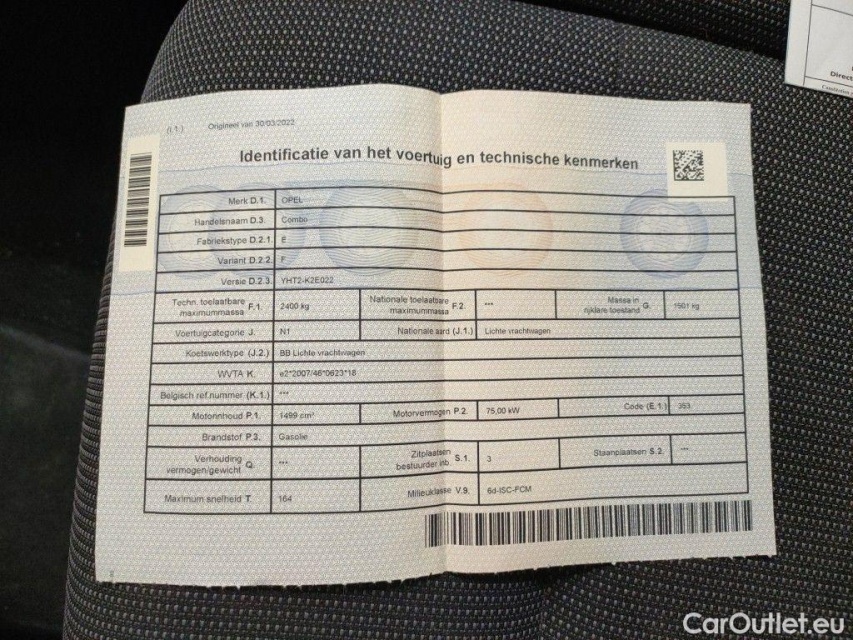 (I.1.) Origineel van 30/03/2022
Identificatie van het voertuig en technische kenmerken
Merk D.1. OPEL
Handelsnaam D.3. Combo
Fabriekstype D.2.1. E
Variant D.2.2. F
Versie D.2.3. YHT2-K2E022
Techn. toelaatbare maximummassa F.1. 2400 kg Nationale toelaatbare maximummassa F.2. --- Massa in rijklare toestand G. 1501 kg
Voertuigcategorie J. N1 Nationale aard (J.1.) Lichte vrachtwagen
Koetswerktype (J.2.) BB Lichte vrachtwagen
WVTA K. e2*2007/46*0623*18
Belgisch ref.nummer (K.1.) ***
Motorinhoud P.1. 1499 cm³ Motorvermogen P.2. 75,00 kW Code (E.1.) 353
Brandstof P.3. Gasolie
Verhouding vermogen/gewicht Q. --- Zitplaatsen bestuurder inb S.1. 3 Staanplaatsen S.2. ---
Maximum snelheid T. 164 Milieuklasse V.9. 6d-ISC-FCM
Direct
CarOutlet.eu